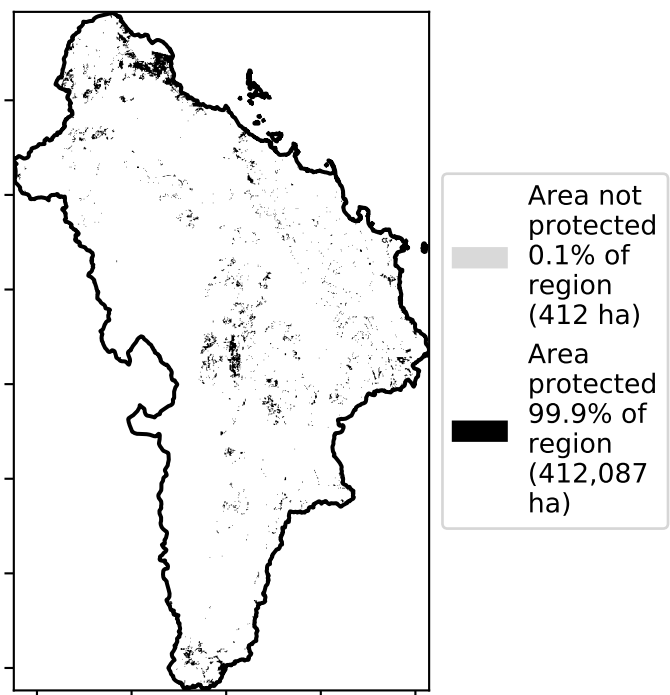 Area not
protected
0.1% of
region
(412 ha)
Area
protected
99.9% of
region
(412,087
ha)